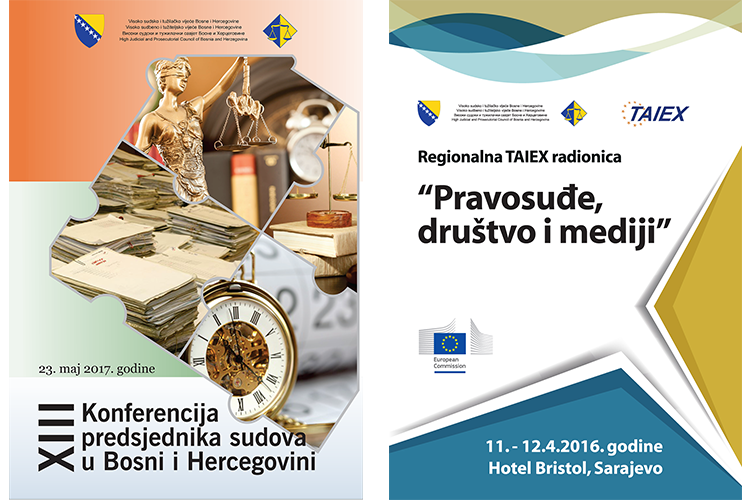 Visoko sudsko i tužilačko vijeće Bosne i Hercegovine
Visoko sudbeno i tužiteljsko vijeće Bosne i Hercegovine
Високи судски и тужилачки савјет Босне и Херцеговине
High Judicial and Prosecutorial Council of Bosnia and Herzegovina
23. maj 2017. godine
XIII
Konferencija
predsjednika sudova
u Bosni i Hercegovini
Visoko sudsko i tužilačko vijeće Bosne i Hercegovine
Visoko sudbeno i tužiteljsko vijeće Bosne i Hercegovine
Високи судски и тужилачки савјет Босне и Херцеговине
High Judicial and Prosecutorial Council of Bosnia and Herzegovina
TAIEX
Regionalna TAIEX radionica
“Pravosuđe,
društvo i mediji”
European
Commission
11. - 12.4.2016. godine
Hotel Bristol, Sarajevo